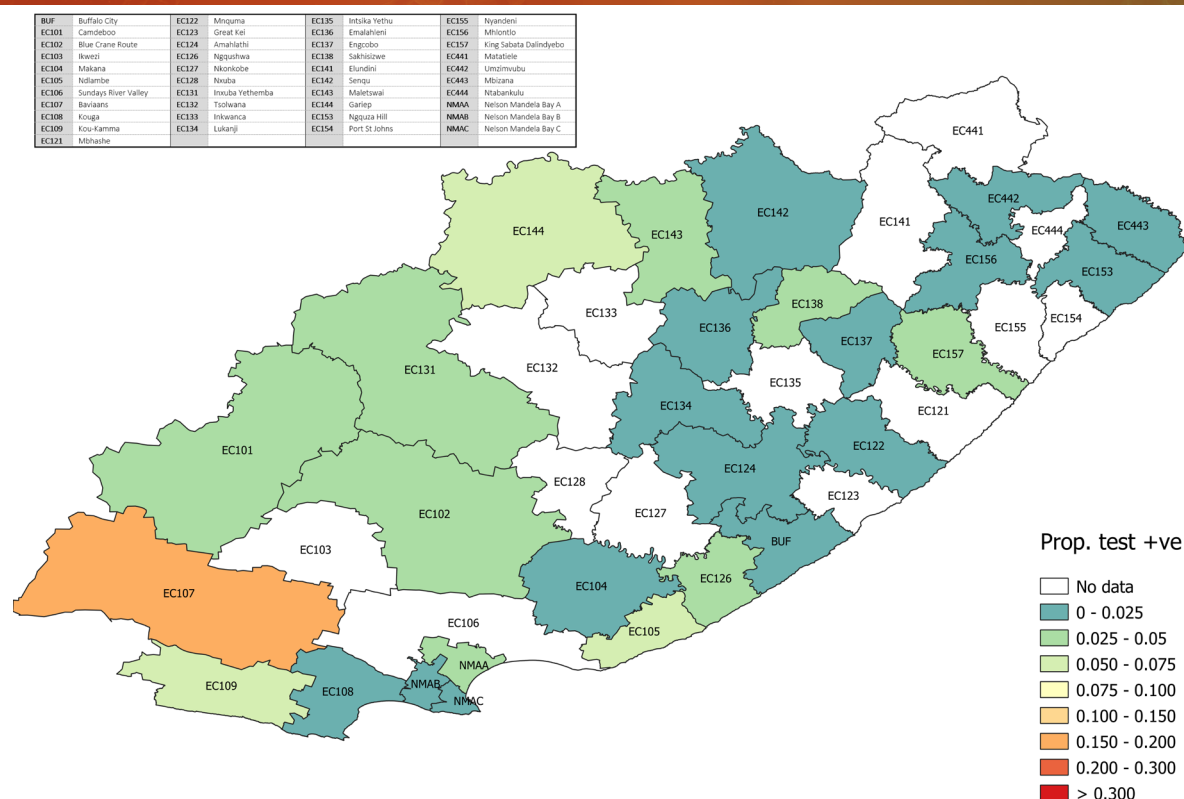 BUF Buffalo City EC122 Mnquma EC135 Intsika Yethu EC155 Nyandeni
EC101 Camdeboo EC123 Great Kei EC136 Emalahleni EC156 Mhlontlo
EC102 Blue Crane Route EC124 Amahlathi EC137 Engcobo EC157 King Sabata Dalindyebo
EC103 Ikwezi EC126 Ngqushwa EC138 Sakhisizwe EC441 Matatiele
EC104 Makana EC127 Nkonkobe EC141 Elundini EC442 Umzimvubu
EC105 Ndlambe EC128 Nxuba EC142 Senqu EC443 Mbizana
EC106 Sundays River Valley EC131 Inxuba Yethemba EC143 Maletswai EC444 Ntabankulu
EC107 Baviaans EC132 Tsolwana EC144 Gariep NMAA Nelson Mandela Bay A
EC108 Kouga EC133 Inkwanca EC153 Ngquza Hill NMAB Nelson Mandela Bay B
EC109 Kou-Kamma EC134 Lukanji EC154 Port St Johns NMAC Nelson Mandela Bay C
EC121 Mbhashe
EC441
EC442
EC142
EC141
EC443
EC144
EC143
EC444
EC156
EC153
EC138
EC133
EC154
EC136
EC155
EC137
EC157
EC132
EC131
EC135
EC134
EC121
EC122
EC101
EC124
EC128
EC123
EC102
EC127
BUF
EC103
EC126
EC104
EC107
EC106
EC105
NMAA
EC109
EC108
NMAB
NMAC
Prop. test +ve
No data
0 - 0.025
0.025 - 0.05
0.050 - 0.075
0.075 - 0.100
0.100 - 0.150
0.150 - 0.200
0.200 - 0.300
> 0.300